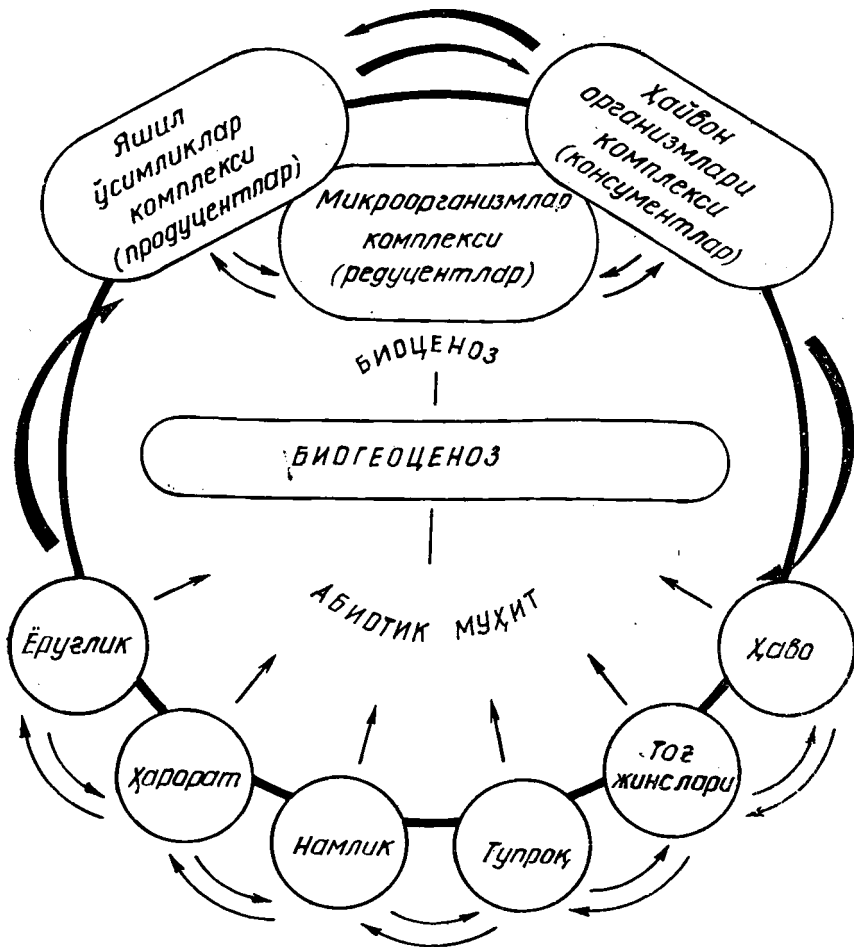 Яшил
ўсимликлар
комплекси
(продуцентлар)
Ҳайвон
организмлари
комплекси
(консументлар)
Микроорганизмлар
комплекси
(редуцентлар)
БИОЦЕНОЗ
БИОГЕОЦЕНОЗ
АБИОТИК МУҲИТ
Ёруғлик
Ҳаво
Ҳарорат
Тоғ
жинслари
Намлик
Тупроқ